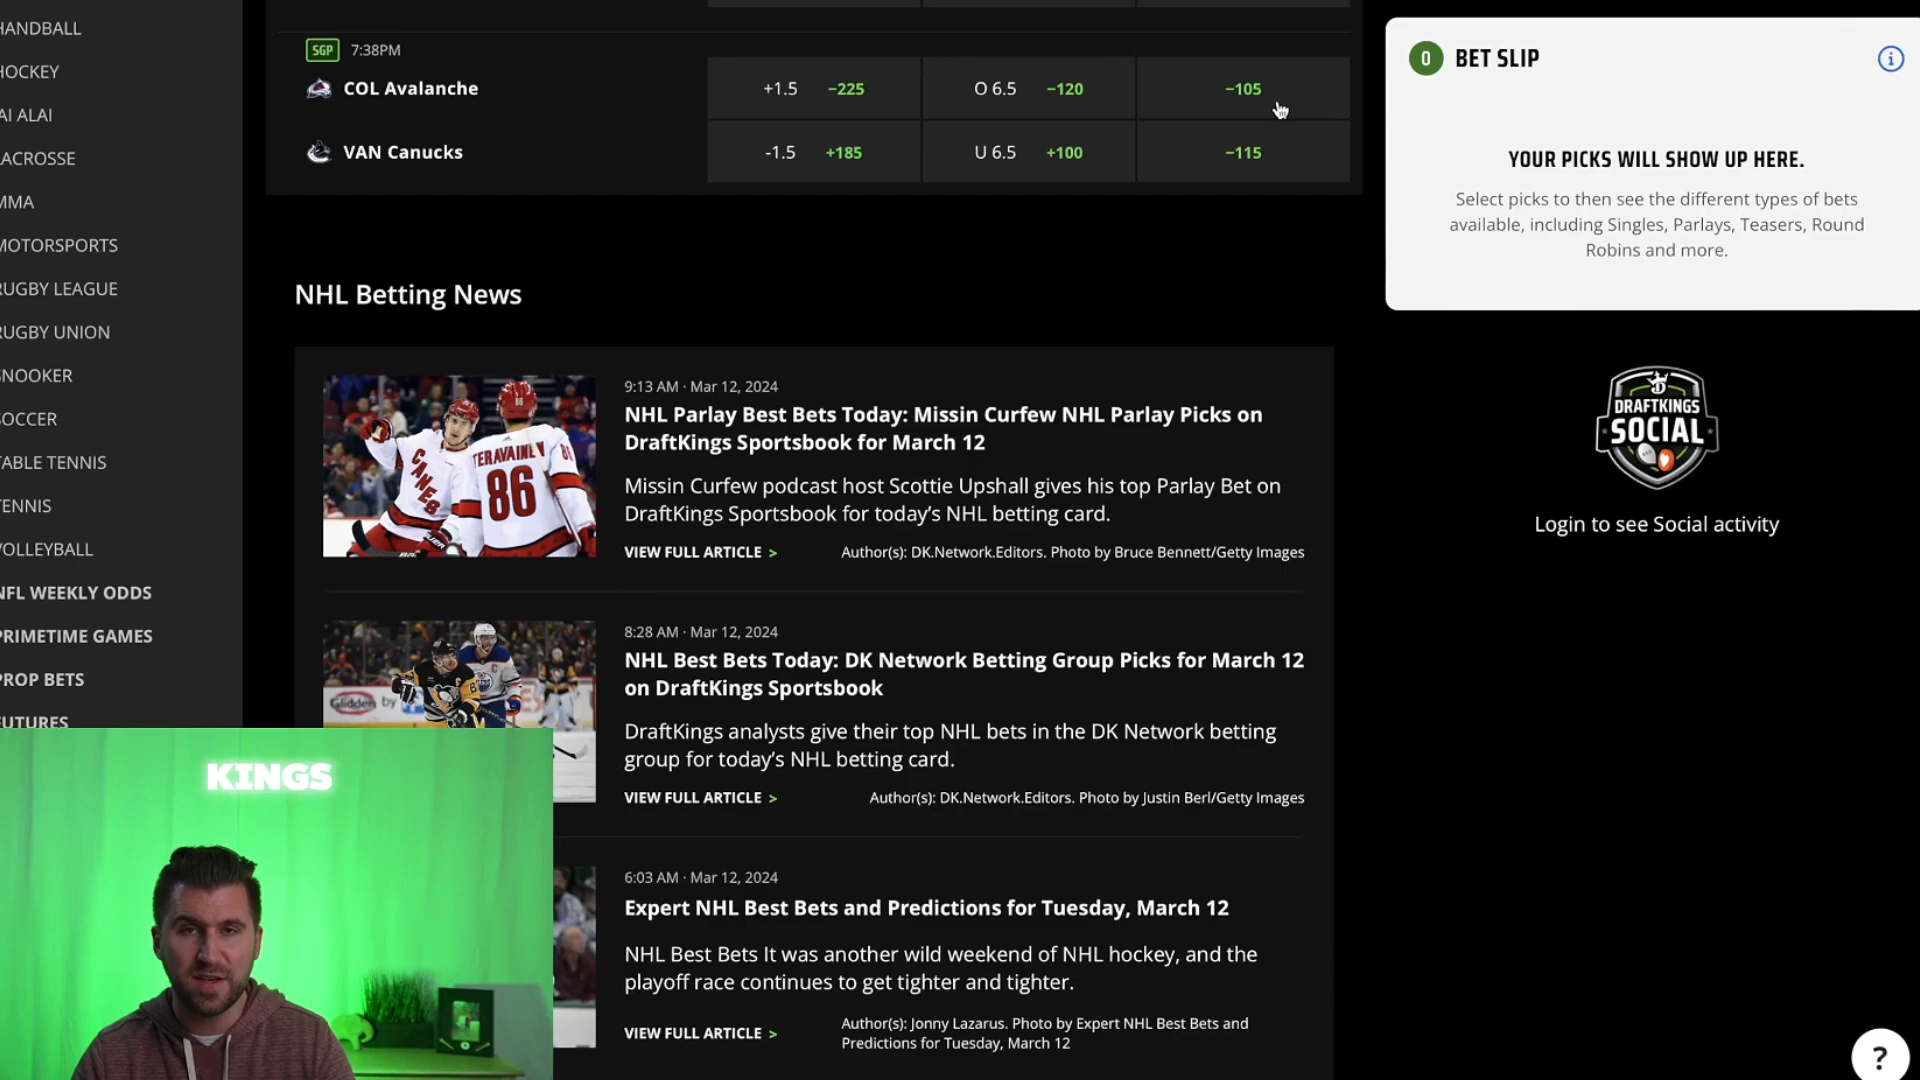 HANDBALL
HOCKEY
AI ALAI
ACROSSE
MMA
MOTORSPORTS
RUGBY LEAGUE
RUGBY UNION
SNOOKER
SOCCER
TABLE TENNIS
TENNIS
VOLLEYBALL
NFL WEEKLY ODDS
PRIMETIME GAMES
PROP BETS
FUTURES
SGP 7:38PM
COL Avalanche +1.5 −225 O 6.5 −120 −105
VAN Canucks -1.5 +185 U 6.5 +100 −115
NHL Betting News
9:13 AM · Mar 12, 2024
NHL Parlay Best Bets Today: Missin Curfew NHL Parlay Picks on
DraftKings Sportsbook for March 12
Missin Curfew podcast host Scottie Upshall gives his top Parlay Bet on
DraftKings Sportsbook for today’s NHL betting card.
VIEW FULL ARTICLE > Author(s): DK.Network.Editors. Photo by Bruce Bennett/Getty Images
CANES
TERAVAINEN
86
86
8:28 AM · Mar 12, 2024
NHL Best Bets Today: DK Network Betting Group Picks for March 12
on DraftKings Sportsbook
DraftKings analysts give their top NHL bets in the DK Network betting
group for today’s NHL betting card.
VIEW FULL ARTICLE > Author(s): DK.Network.Editors. Photo by Justin Berl/Getty Images
Glidden by
6:03 AM · Mar 12, 2024
Expert NHL Best Bets and Predictions for Tuesday, March 12
NHL Best Bets It was another wild weekend of NHL hockey, and the
playoff race continues to get tighter and tighter.
VIEW FULL ARTICLE > Author(s): Jonny Lazarus. Photo by Expert NHL Best Bets and
Predictions for Tuesday, March 12
KINGS
0 BET SLIP i
YOUR PICKS WILL SHOW UP HERE.
Select picks to then see the different types of bets
available, including Singles, Parlays, Teasers, Round
Robins and more.
DRAFTKINGS
SOCIAL
Login to see Social activity
?